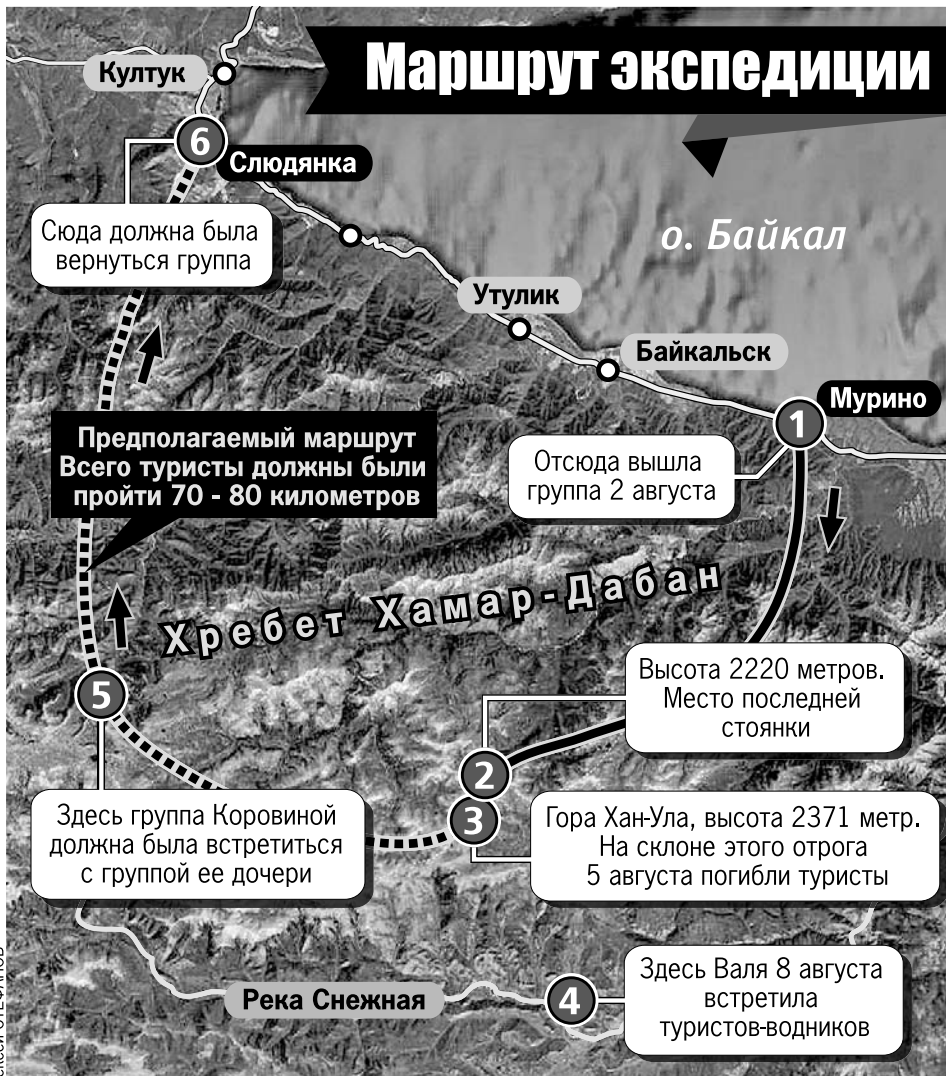 Маршрут экспедиции
Култук
6
Слюдянка
Сюда должна была
вернуться группа
о. Байкал
Утулик
Байкальск
Мурино
1
Отсюда вышла
группа 2 августа
Предполагаемый маршрут
Всего туристы должны были
пройти 70 - 80 километров
Хребет Хамар-Дабан
5
Высота 2220 метров.
Место последней
стоянки
2
3
Здесь группа Коровиной
должна была встретиться
с группой ее дочери
Гора Хан-Ула, высота 2371 метр.
На склоне этого отрога
5 августа погибли туристы
Река Снежная
4
Здесь Валя 8 августа
встретила
туристов-водников